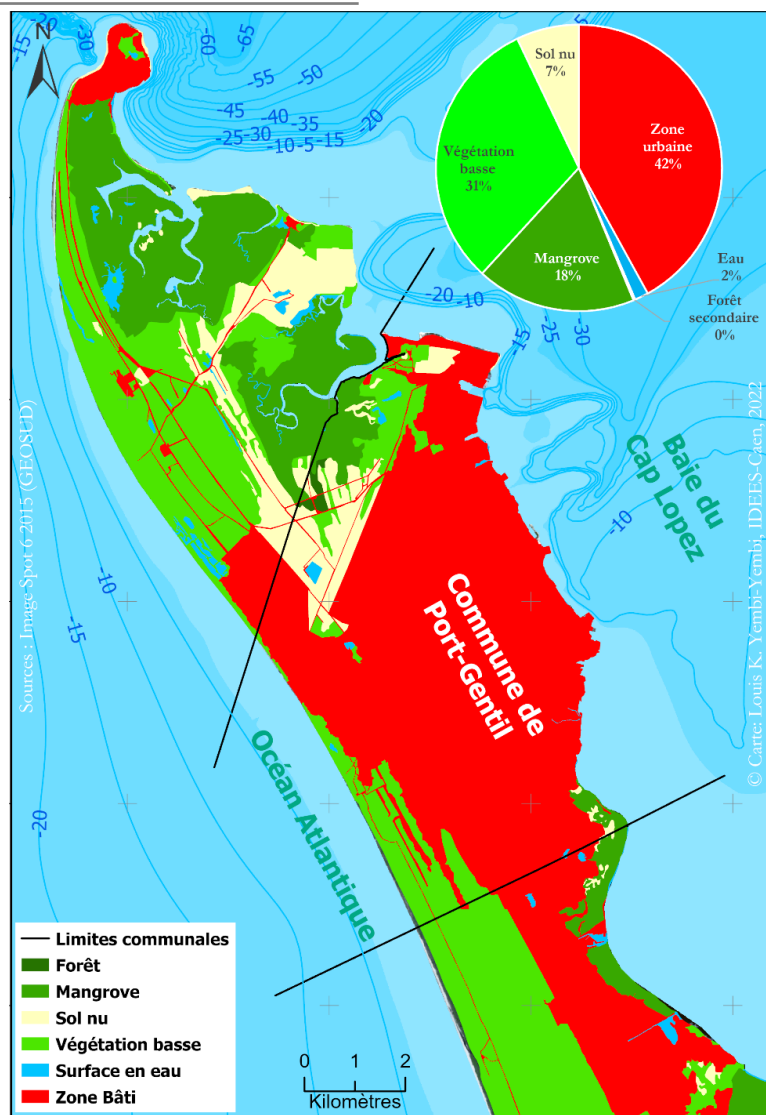 N
-15
-20
-30
-60
-65
-55
-50
-45
-40
-35
-20
-25
-30
-10
-5
-15
Sol nu
7%
Zone
urbaine
42%
Végétation
basse
31%
Mangrove
18%
Eau
2%
Forêt
secondaire
0%
-20
-10
-15
-25
-30
Baie du
Cap Lopez
-10
Commune de
Port-Gentil
Océan Atlantique
-10
-15
-20
Sources : Image Spot 6 2015 (GEOSUD)
© Carte: Louis K. Yembi-Yembi, IDEES-Caen, 2022
Limites communales
Forêt
Mangrove
Sol nu
Végétation basse
Surface en eau
Zone Bâti
0 1 2
Kilomètres